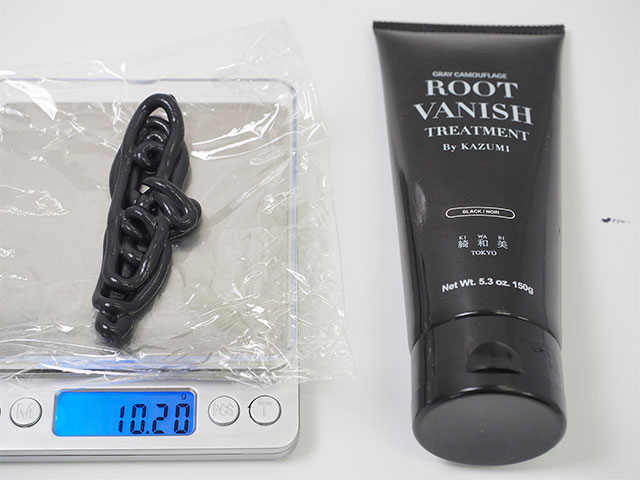 GRAY CAMOUFLAGE
ROOT
VANISH
TREATMENT
By KAZUMI
BLACK / NOIR
KI WA BI
綺和美
TOKYO
Net Wt. 5.3 oz. 150g
g
10.20
M
PCS
T